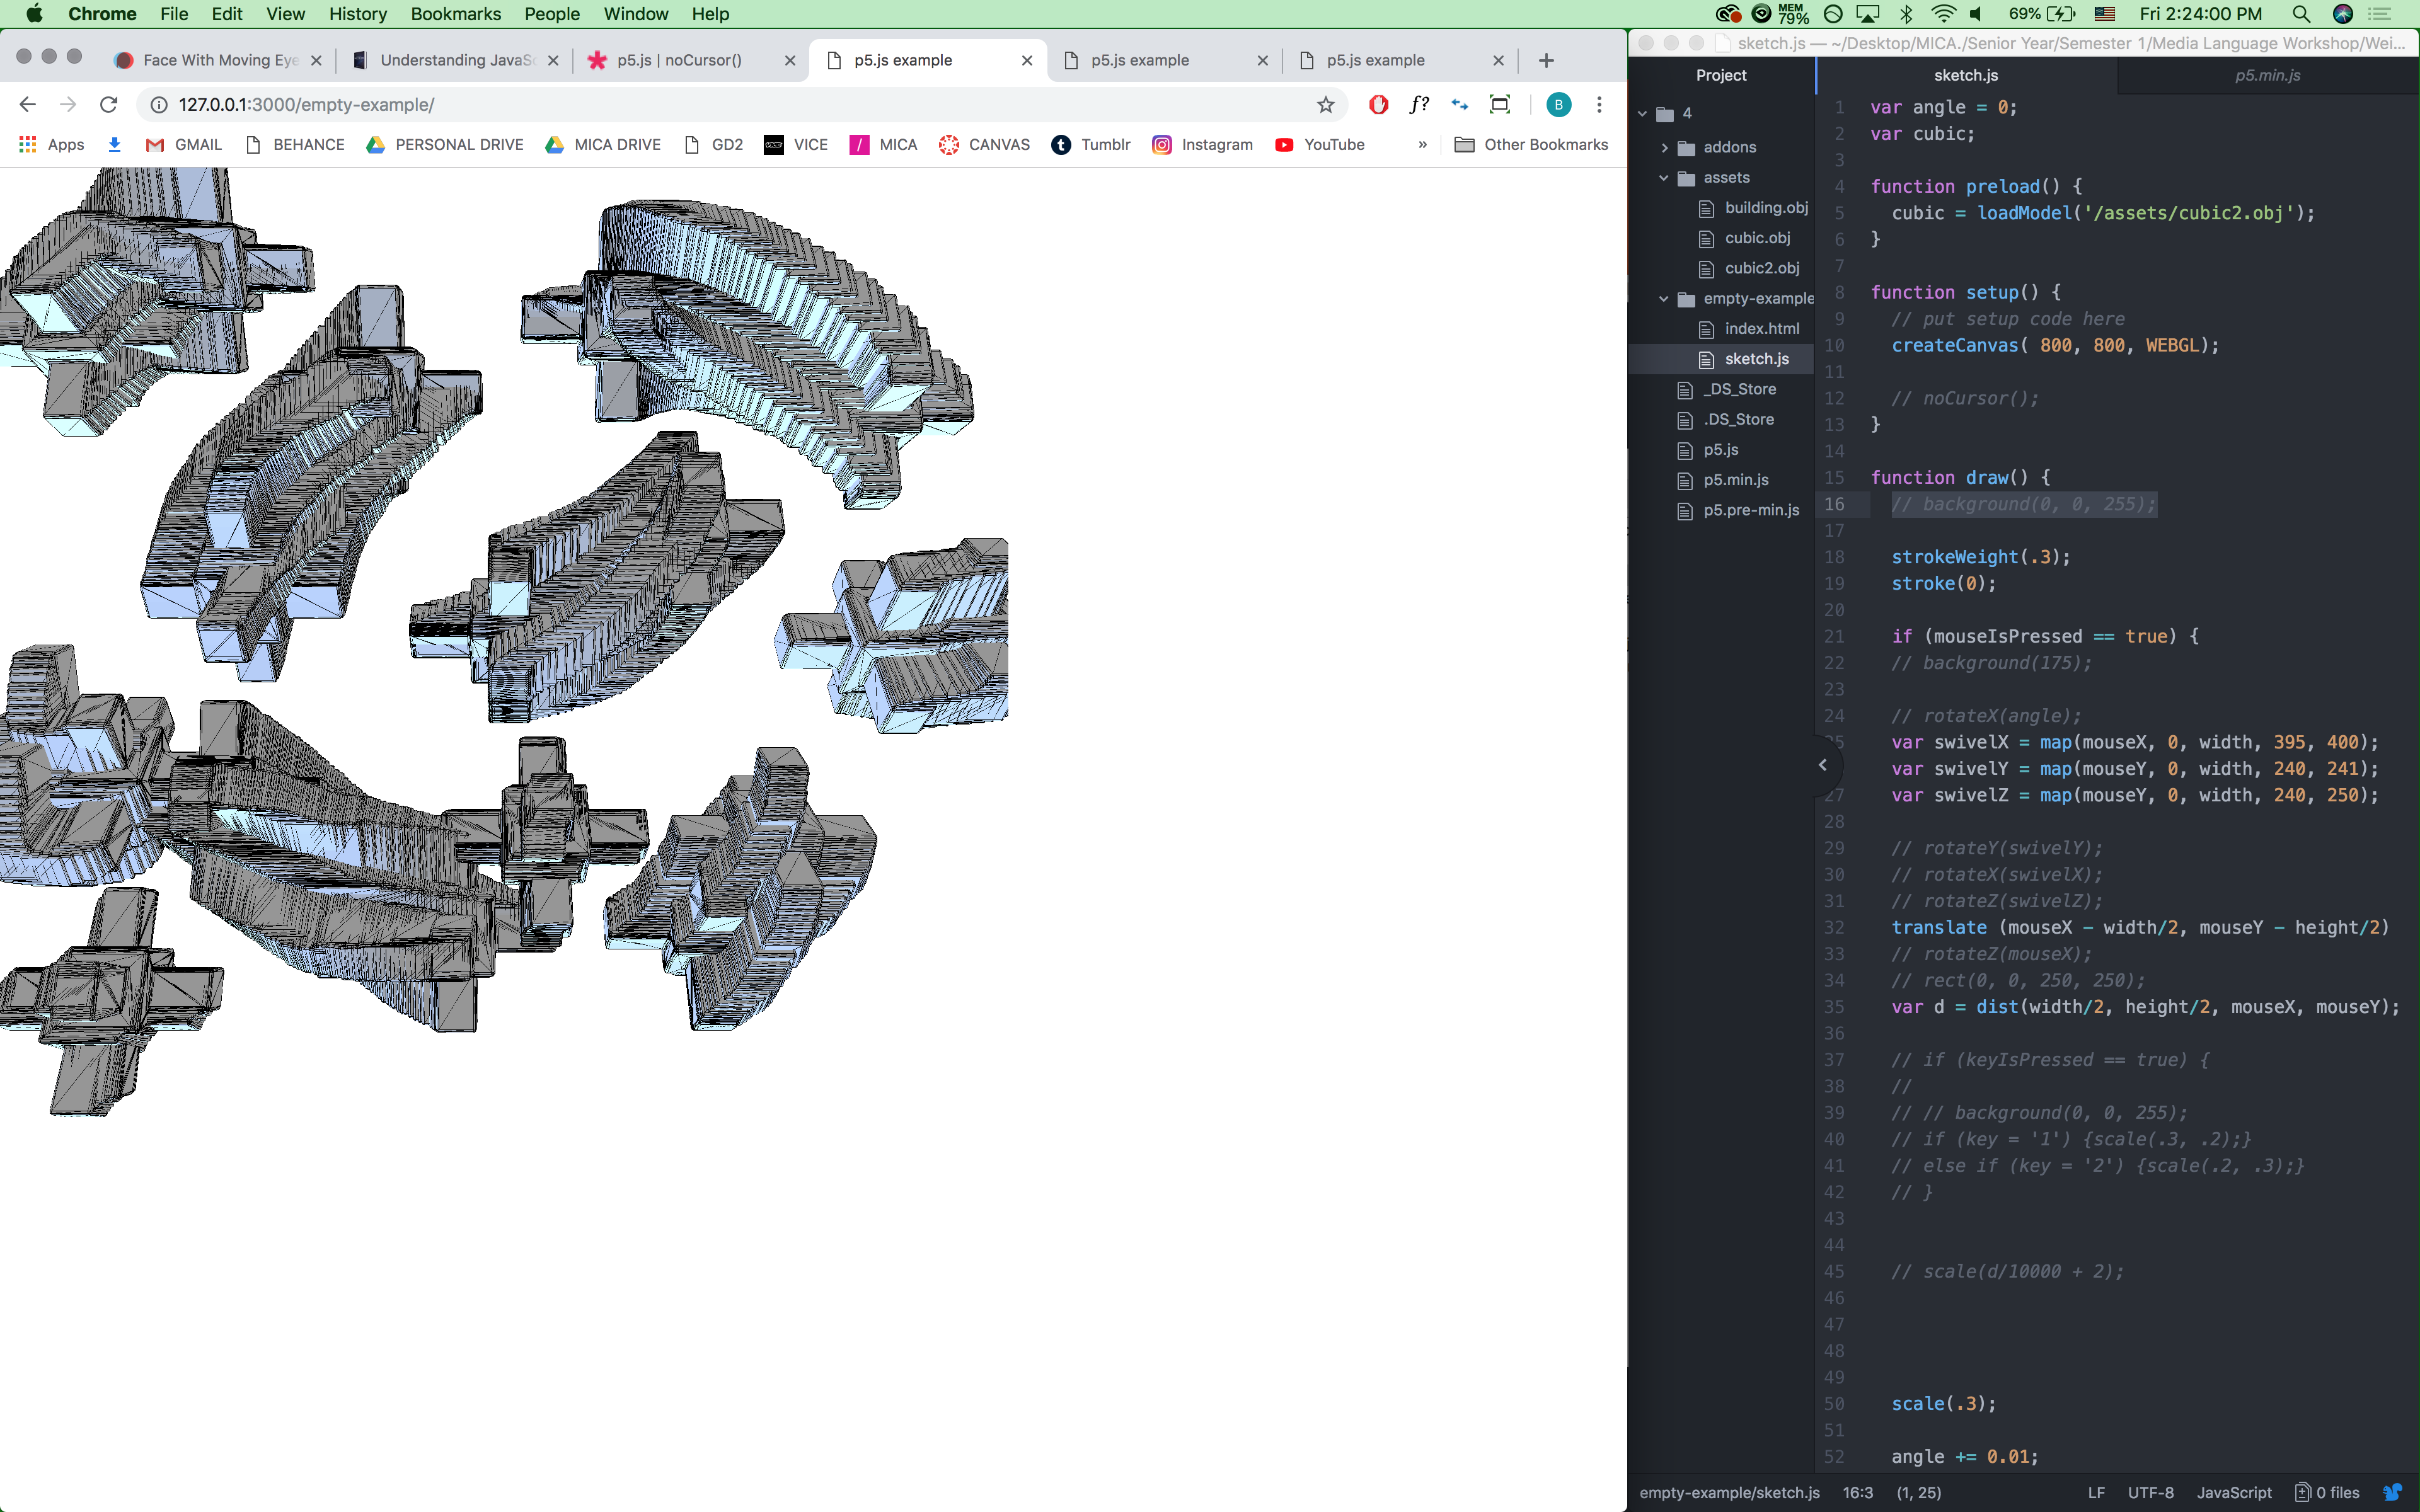 Chrome File Edit View History Bookmarks People Window Help MEM 79% 69% Fri 2:24:00 PM
Face With Moving Eye Understanding JavaSc p5.js | noCursor() p5.js example p5.js example p5.js example
127.0.0.1:3000/empty-example/ f? B
Apps GMAIL BEHANCE PERSONAL DRIVE MICA DRIVE GD2 VICE MICA CANVAS Tumblr Instagram YouTube » Other Bookmarks
sketch.js — ~/Desktop/MICA./Senior Year/Semester 1/Media Language Workshop/Wei...
Project
4
addons
assets
building.obj
cubic.obj
cubic2.obj
empty-example
index.html
sketch.js
_DS_Store
.DS_Store
p5.js
p5.min.js
p5.pre-min.js
sketch.js p5.min.js
1 var angle = 0;
2 var cubic;
3
4 function preload() {
5 cubic = loadModel('/assets/cubic2.obj');
6 }
7
8 function setup() {
9 // put setup code here
10 createCanvas( 800, 800, WEBGL);
11
12 // noCursor();
13 }
14
15 function draw() {
16 // background(0, 0, 255);
17
18 strokeWeight(.3);
19 stroke(0);
20
21 if (mouseIsPressed == true) {
22 // background(175);
23
24 // rotateX(angle);
25 var swivelX = map(mouseX, 0, width, 395, 400);
var swivelY = map(mouseY, 0, width, 240, 241);
27 var swivelZ = map(mouseY, 0, width, 240, 250);
28
29 // rotateY(swivelY);
30 // rotateX(swivelX);
31 // rotateZ(swivelZ);
32 translate (mouseX - width/2, mouseY - height/2)
33 // rotateZ(mouseX);
34 // rect(0, 0, 250, 250);
35 var d = dist(width/2, height/2, mouseX, mouseY);
36
37 // if (keyIsPressed == true) {
38 //
39 // // background(0, 0, 255);
40 // if (key = '1') {scale(.3, .2);}
41 // else if (key = '2') {scale(.2, .3);}
42 // }
43
44
45 // scale(d/10000 + 2);
46
47
48
49
50 scale(.3);
51
52 angle += 0.01;
empty-example/sketch.js 16:3 (1, 25) LF UTF-8 JavaScript 0 files